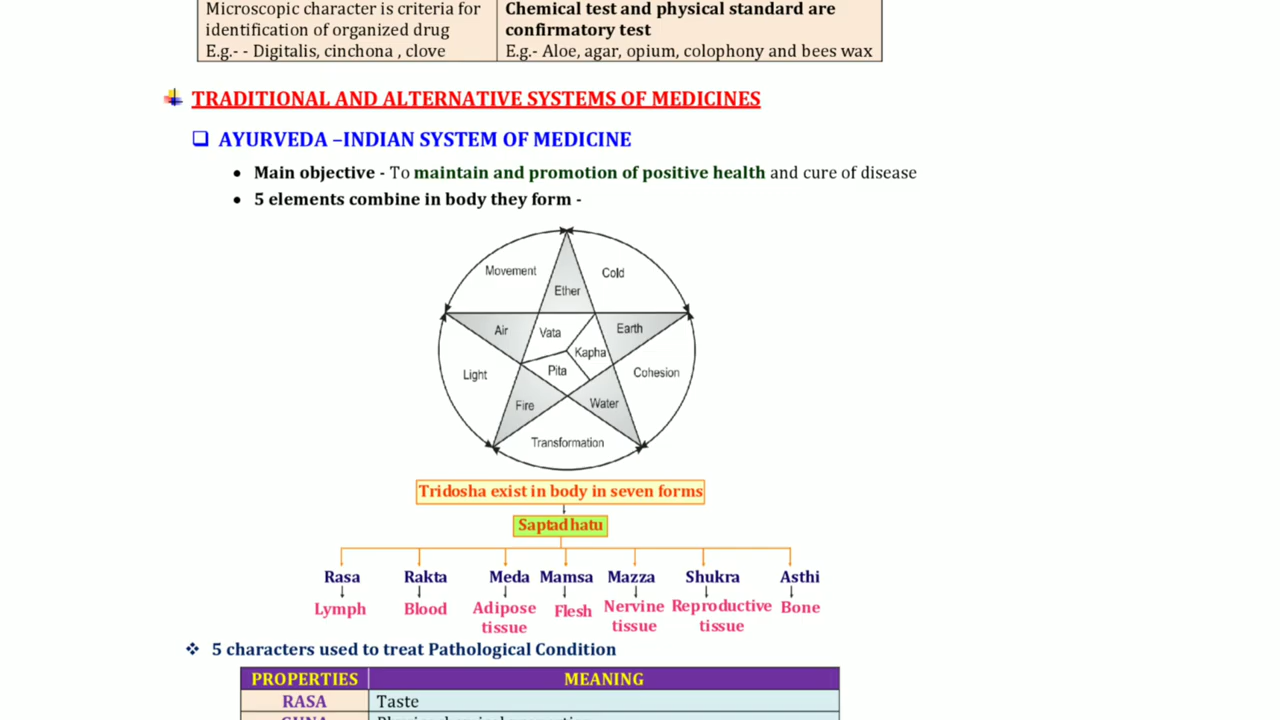 Microscopic character is criteria for
identification of organized drug
E.g.- - Digitalis, cinchona , clove
Chemical test and physical standard are
confirmatory test
E.g.- Aloe, agar, opium, colophony and bees wax
TRADITIONAL AND ALTERNATIVE SYSTEMS OF MEDICINES
❑ AYURVEDA –INDIAN SYSTEM OF MEDICINE
• Main objective - To maintain and promotion of positive health and cure of disease
• 5 elements combine in body they form -
Movement
Cold
Ether
Air
Vata
Earth
Kapha
Light
Pita
Cohesion
Fire
Water
Transformation
Tridosha exist in body in seven forms
Saptadhatu
Rasa Rakta Meda Mamsa Mazza Shukra Asthi
Lymph Blood Adipose Flesh Nervine Reproductive Bone
tissue tissue tissue
❖ 5 characters used to treat Pathological Condition
PROPERTIES MEANING
RASA Taste